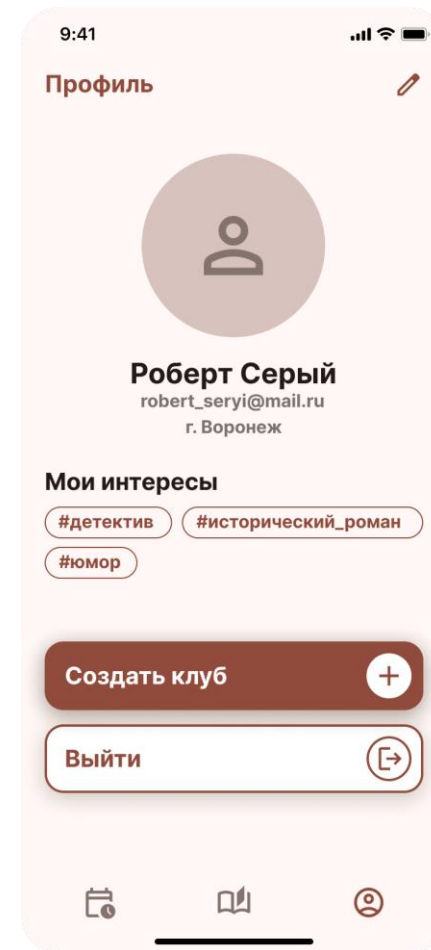 9:41
Профиль
Роберт Серый
robert_seryi@mail.ru
г. Воронеж
Мои интересы
#детектив #исторический_роман
#юмор
Создать клуб
Выйти